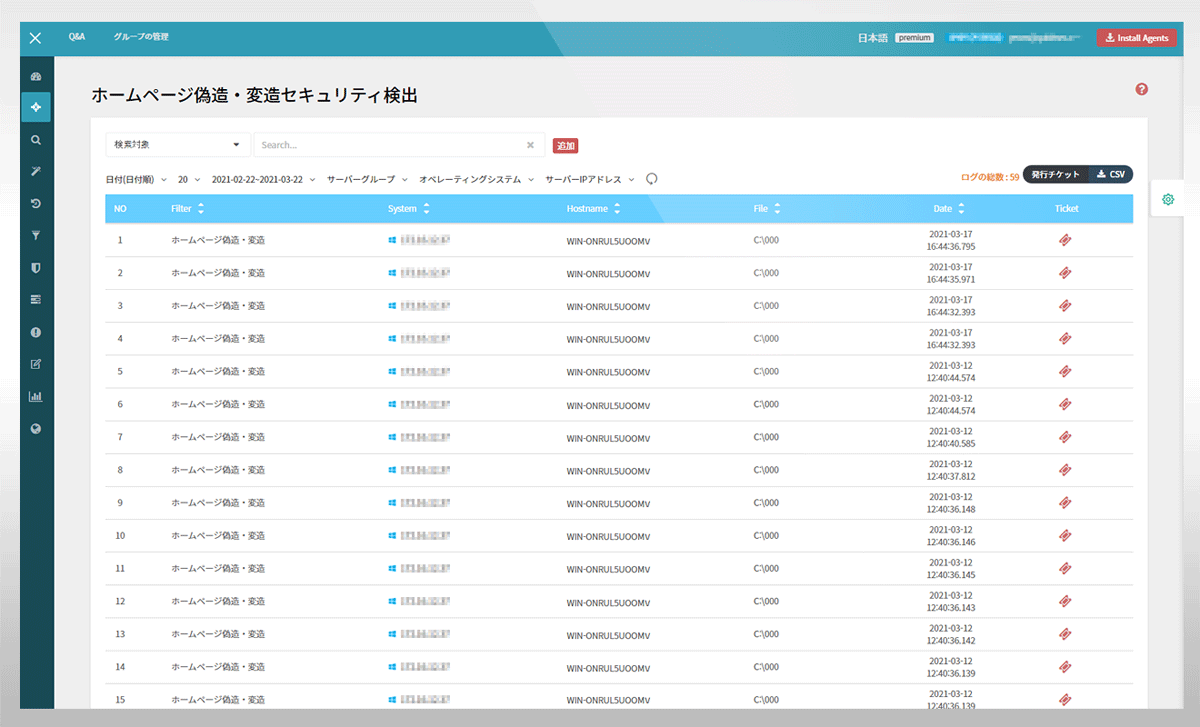 Q&A グループの管理 日本語 premium Install Agents
ホームページ偽造・変造セキュリティ検出
検索対象 Search... 追加
日付(日付順) 20 2021-02-22~2021-03-22 サーバーグループ オペレーティングシステム サーバーIPアドレス ログの総数 : 59 発行チケット CSV
NO Filter System Hostname File Date Ticket
1 ホームページ偽造・変造 WIN-ONRUL5UOOMV C:\000 2021-03-17
16:44:36.795
2 ホームページ偽造・変造 WIN-ONRUL5UOOMV C:\000 2021-03-17
16:44:35.971
3 ホームページ偽造・変造 WIN-ONRUL5UOOMV C:\000 2021-03-17
16:44:32.393
4 ホームページ偽造・変造 WIN-ONRUL5UOOMV C:\000 2021-03-17
16:44:32.393
5 ホームページ偽造・変造 WIN-ONRUL5UOOMV C:\000 2021-03-12
12:40:44.574
6 ホームページ偽造・変造 WIN-ONRUL5UOOMV C:\000 2021-03-12
12:40:44.574
7 ホームページ偽造・変造 WIN-ONRUL5UOOMV C:\000 2021-03-12
12:40:40.585
8 ホームページ偽造・変造 WIN-ONRUL5UOOMV C:\000 2021-03-12
12:40:37.812
9 ホームページ偽造・変造 WIN-ONRUL5UOOMV C:\000 2021-03-12
12:40:36.148
10 ホームページ偽造・変造 WIN-ONRUL5UOOMV C:\000 2021-03-12
12:40:36.146
11 ホームページ偽造・変造 WIN-ONRUL5UOOMV C:\000 2021-03-12
12:40:36.145
12 ホームページ偽造・変造 WIN-ONRUL5UOOMV C:\000 2021-03-12
12:40:36.143
13 ホームページ偽造・変造 WIN-ONRUL5UOOMV C:\000 2021-03-12
12:40:36.142
14 ホームページ偽造・変造 WIN-ONRUL5UOOMV C:\000 2021-03-12
12:40:36.139
15 ホームページ偽造・変造 WIN-ONRUL5UOOMV C:\000 2021-03-12
12:40:36.139